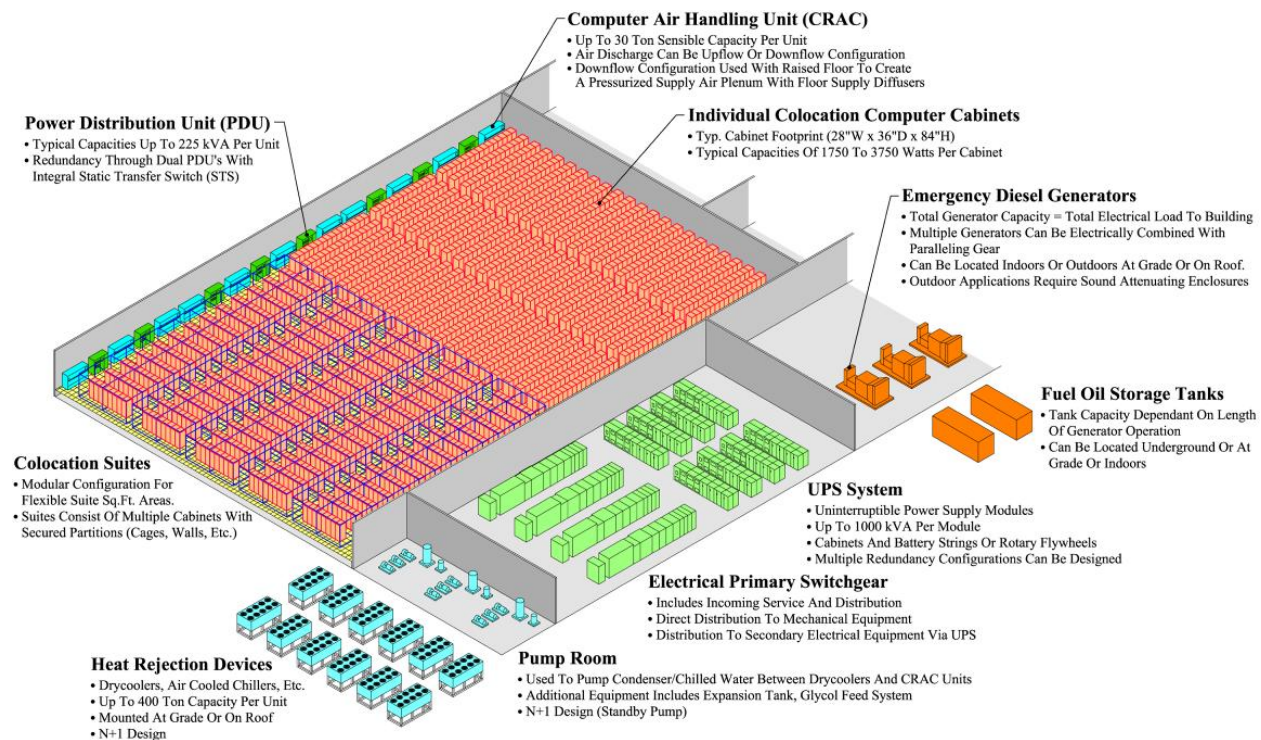 Computer Air Handling Unit (CRAC)
• Up To 30 Ton Sensible Capacity Per Unit
• Air Discharge Can Be Upflow Or Downflow Configuration
• Downflow Configuration Used With Raised Floor To Create
A Pressurized Supply Air Plenum With Floor Supply Diffusers
Power Distribution Unit (PDU)
• Typical Capacities Up To 225 kVA Per Unit
• Redundancy Through Dual PDU's With
Integral Static Transfer Switch (STS)
Individual Colocation Computer Cabinets
• Typ. Cabinet Footprint (28"W x 36"D x 84"H)
• Typical Capacities Of 1750 To 3750 Watts Per Cabinet
Emergency Diesel Generators
• Total Generator Capacity = Total Electrical Load To Building
• Multiple Generators Can Be Electrically Combined With
Paralleling Gear
• Can Be Located Indoors Or Outdoors At Grade Or On Roof.
• Outdoor Applications Require Sound Attenuating Enclosures
Fuel Oil Storage Tanks
• Tank Capacity Dependant On Length
Of Generator Operation
• Can Be Located Underground Or At
Grade Or Indoors
Colocation Suites
• Modular Configuration For
Flexible Suite Sq.Ft. Areas.
• Suites Consist Of Multiple Cabinets With
Secured Partitions (Cages, Walls, Etc.)
UPS System
• Uninterruptible Power Supply Modules
• Up To 1000 kVA Per Module
• Cabinets And Battery Strings Or Rotary Flywheels
• Multiple Redundancy Configurations Can Be Designed
Electrical Primary Switchgear
• Includes Incoming Service And Distribution
• Direct Distribution To Mechanical Equipment
• Distribution To Secondary Electrical Equipment Via UPS
Pump Room
• Used To Pump Condenser/Chilled Water Between Drycoolers And CRAC Units
• Additional Equipment Includes Expansion Tank, Glycol Feed System
• N+1 Design (Standby Pump)
Heat Rejection Devices
• Drycoolers, Air Cooled Chillers, Etc.
• Up To 400 Ton Capacity Per Unit
• Mounted At Grade Or On Roof
• N+1 Design